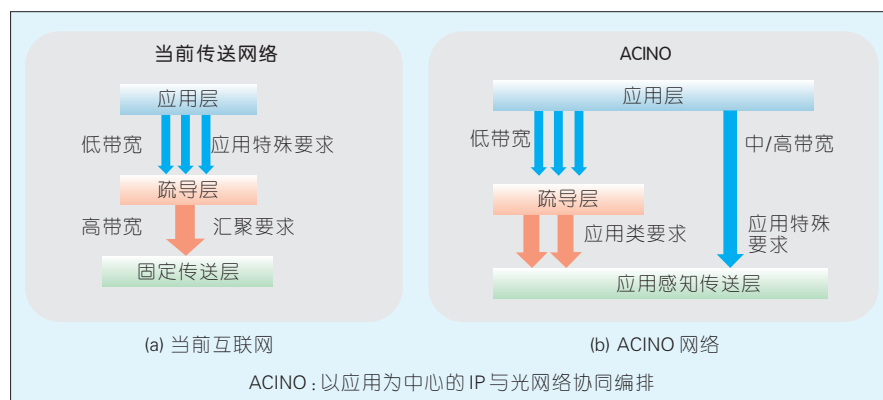 当前传送网络
应用层
低带宽
应用特殊要求
疏导层
高带宽
汇聚要求
固定传送层
(a) 当前互联网
ACINO
应用层
低带宽
中/高带宽
疏导层
应用类要求
应用特殊
要求
应用感知传送层
(b) ACINO 网络
ACINO：以应用为中心的 IP 与光网络协同编排